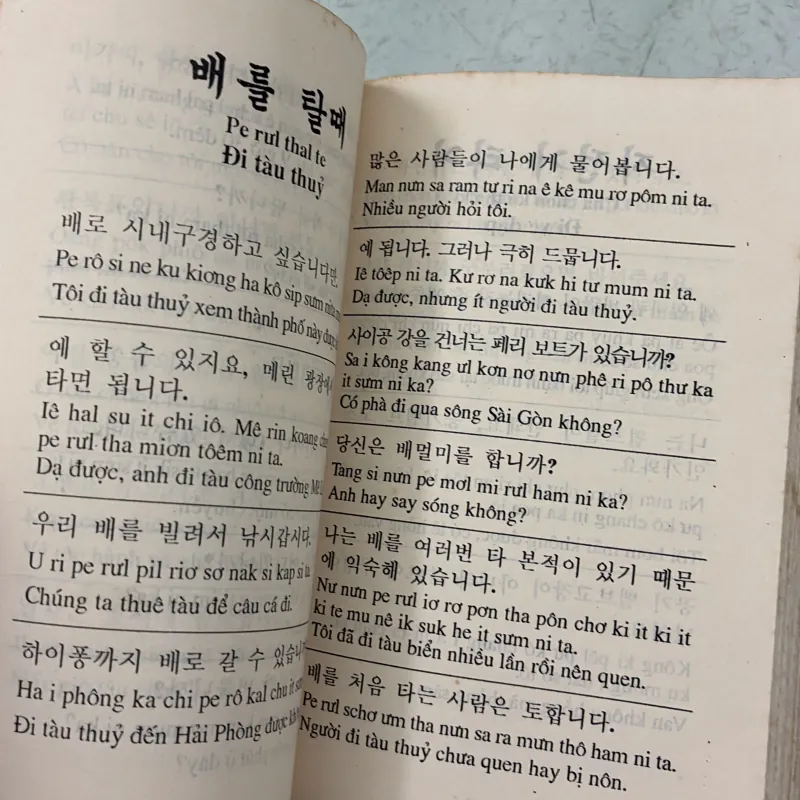 배를 탈때
Pe rưl thal te
Đi tàu thuỷ
배로 시내구경하고 싶습니다만,
Pe rô si ne ku kiơng ha kô sip sưm
Tôi đi tàu thuỷ xem thành phố này
에 할 수 있지요, 메린 광장에서
타면 됩니다.
Iê hal su it chi iô. Mê rin koang
pe rưl tha miơn tôêm ni ta.
Dạ được, anh đi tàu công trường
우리 배를 빌려서 낚시갑시다.
U ri pe rưl pil riơ sơ nak si kap si ta.
Chúng ta thuê tàu để câu cá đi.
하이퐁까지 배로 갈 수 있습니
Ha i phông ka chi pe rô kal chu it
Đi tàu thuỷ đến Hải Phòng được
많은 사람들이 나에게 물어봅니다.
Man nưn sa ram tư ri na ê kê mu rơ pôm ni ta.
Nhiều người hỏi tôi.
에 됩니다. 그러나 극히 드뭅니다.
Iê tôêp ni ta. Kư rơ na kưk hi tư mum ni ta.
Dạ được, nhưng ít người đi tàu thuỷ.
사이공 강을 건너는 페리 보트가 있습니까?
Sa i kông kang ưl kơn nơ nưn phê ri pô thư ka
it sưm ni ka?
Có phà đi qua sông Sài Gòn không?
당신은 배멀미를 합니까?
Tang si nưn pe mơl mi rưl ham ni ka?
Anh hay say sóng không?
나는 배를 여러번 타 본적이 있기 때문
에 익숙해 있습니다.
Nư nưn pe rưl iơ rơ pơn tha pôn chơ ki it ki it
ki te mu nê ik suk he it sưm ni ta.
Tôi đã đi tàu biển nhiều lần rồi nên quen.
배를 처음 타는 사람은 토합니다.
Pe rưl schơ ưm tha nưn sa ra mưn thô ham ni ta.
Người đi tàu thuỷ chưa quen hay bị nôn.